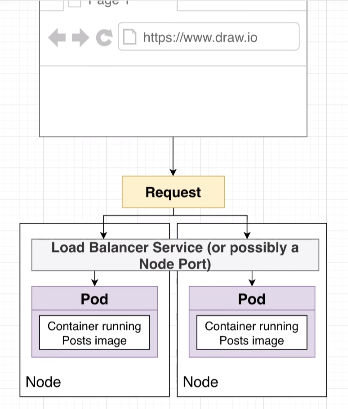 Page 1
https://www.draw.io
Request
Load Balancer Service (or possibly a
Node Port)
Pod
Container running
Posts image
Node
Pod
Container running
Posts image
Node